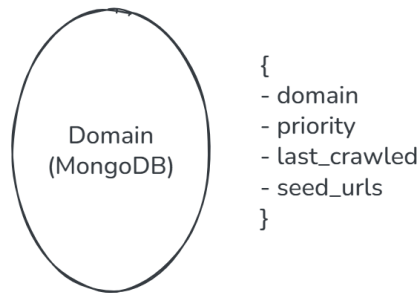 Domain
(MongoDB)
{
- domain
- priority
- last_crawled
- seed_urls
}